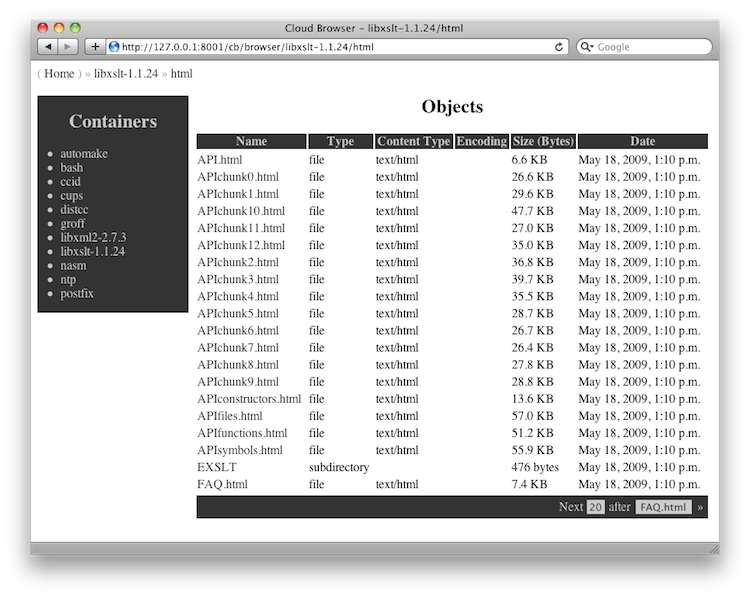 Cloud Browser – libxslt-1.1.24/html
http://127.0.0.1:8001/cb/browser/libxslt-1.1.24/html
Google
( Home ) » libxslt-1.1.24 » html
Containers
automake
bash
ccid
cups
distcc
groff
libxml2-2.7.3
libxslt-1.1.24
nasm
ntp
postfix
Objects
Name Type Content Type Encoding Size (Bytes) Date
API.html file text/html 6.6 KB May 18, 2009, 1:10 p.m.
APIchunk0.html file text/html 26.6 KB May 18, 2009, 1:10 p.m.
APIchunk1.html file text/html 29.6 KB May 18, 2009, 1:10 p.m.
APIchunk10.html file text/html 47.7 KB May 18, 2009, 1:10 p.m.
APIchunk11.html file text/html 27.0 KB May 18, 2009, 1:10 p.m.
APIchunk12.html file text/html 35.0 KB May 18, 2009, 1:10 p.m.
APIchunk2.html file text/html 36.8 KB May 18, 2009, 1:10 p.m.
APIchunk3.html file text/html 39.7 KB May 18, 2009, 1:10 p.m.
APIchunk4.html file text/html 35.5 KB May 18, 2009, 1:10 p.m.
APIchunk5.html file text/html 28.7 KB May 18, 2009, 1:10 p.m.
APIchunk6.html file text/html 26.7 KB May 18, 2009, 1:10 p.m.
APIchunk7.html file text/html 26.4 KB May 18, 2009, 1:10 p.m.
APIchunk8.html file text/html 27.8 KB May 18, 2009, 1:10 p.m.
APIchunk9.html file text/html 28.8 KB May 18, 2009, 1:10 p.m.
APIconstructors.html file text/html 13.6 KB May 18, 2009, 1:10 p.m.
APIfiles.html file text/html 57.0 KB May 18, 2009, 1:10 p.m.
APIfunctions.html file text/html 51.2 KB May 18, 2009, 1:10 p.m.
APIsymbols.html file text/html 55.9 KB May 18, 2009, 1:10 p.m.
EXSLT subdirectory 476 bytes May 18, 2009, 1:10 p.m.
FAQ.html file text/html 7.4 KB May 18, 2009, 1:10 p.m.
Next 20 after FAQ.html »